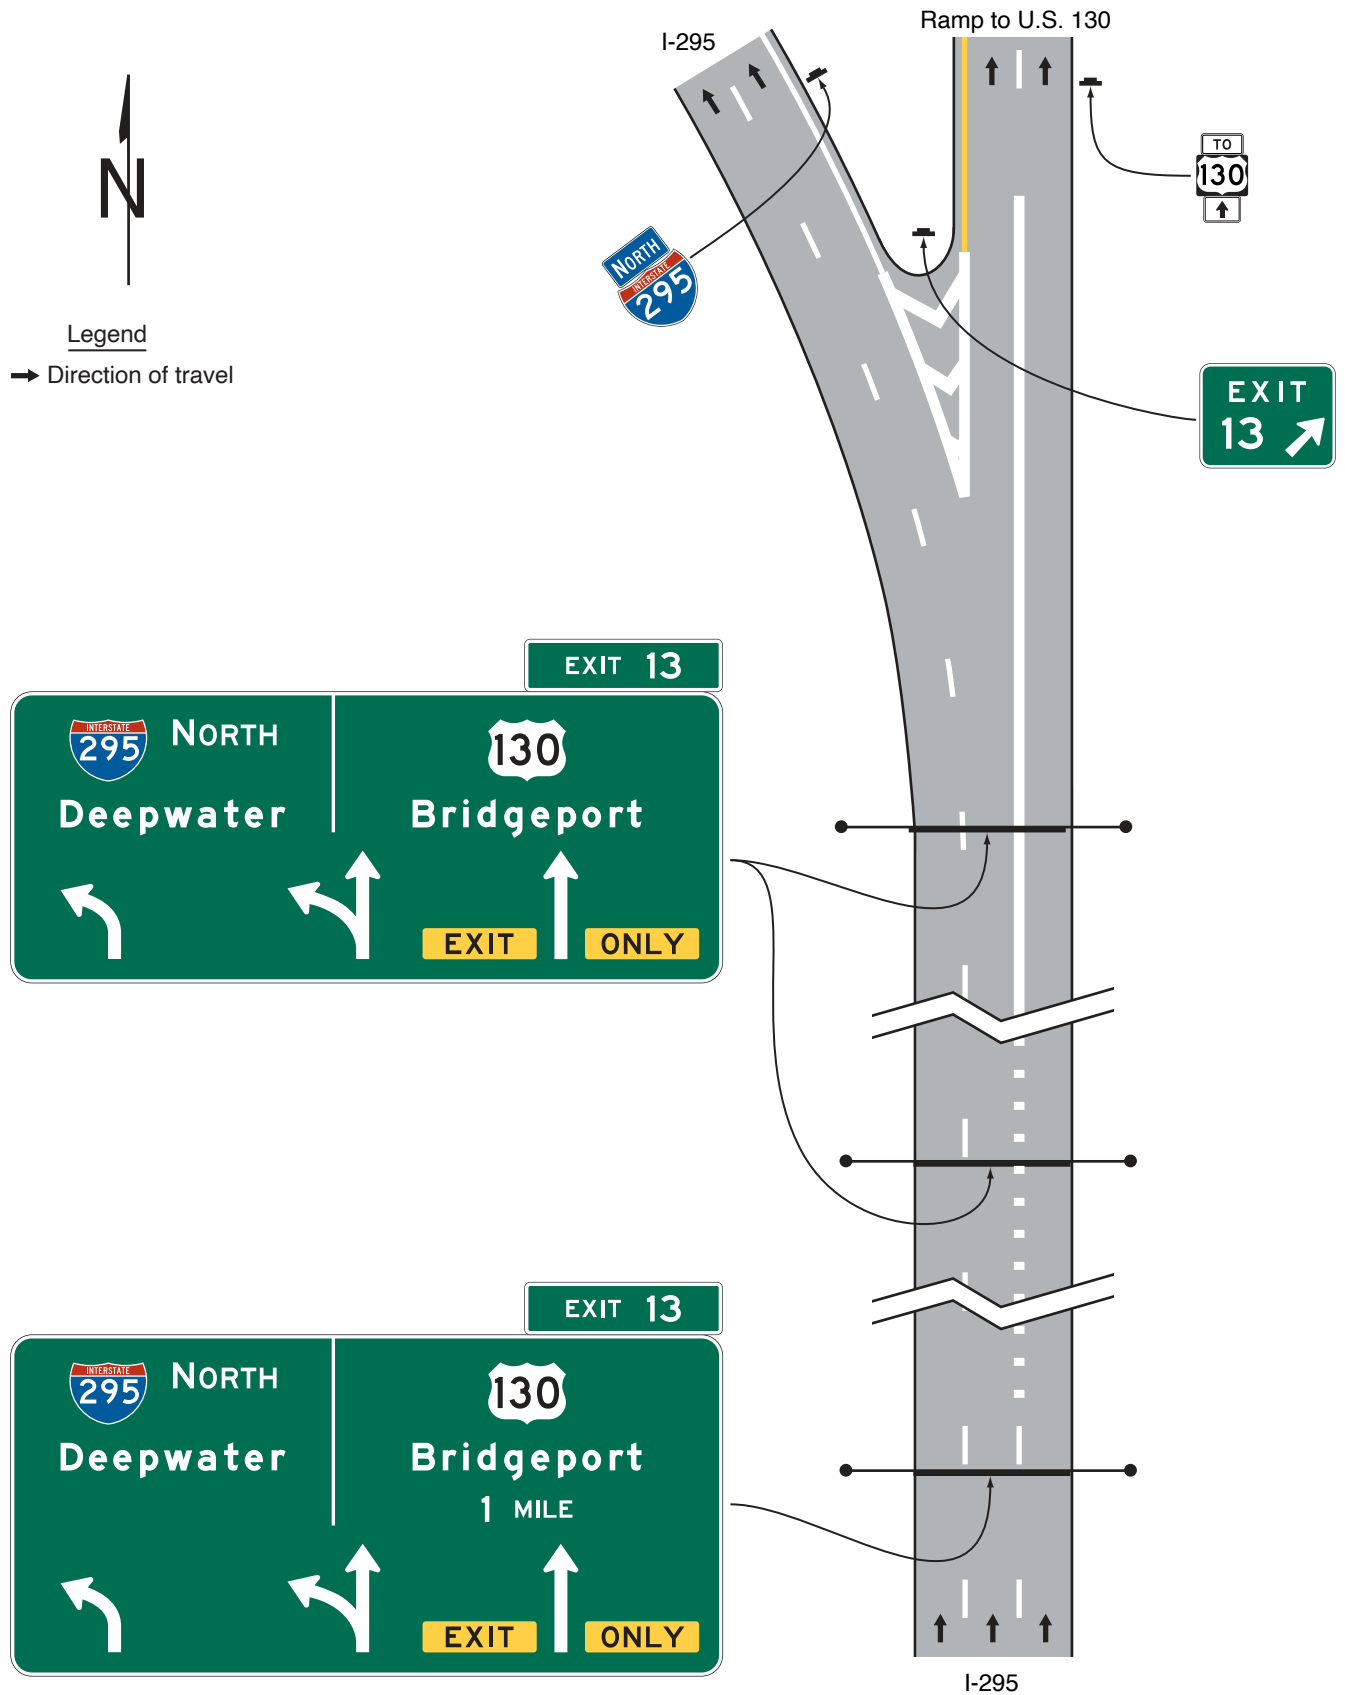 Ramp to U.S. 130
I-295
N
TO
130
NORTH
INTERSTATE
295
Legend
Direction of travel
EXIT
13
EXIT 13
INTERSTATE
295 NORTH
130
Deepwater
Bridgeport
EXIT ONLY
EXIT 13
INTERSTATE
295 NORTH
130
Deepwater
Bridgeport
1 MILE
EXIT ONLY
I-295